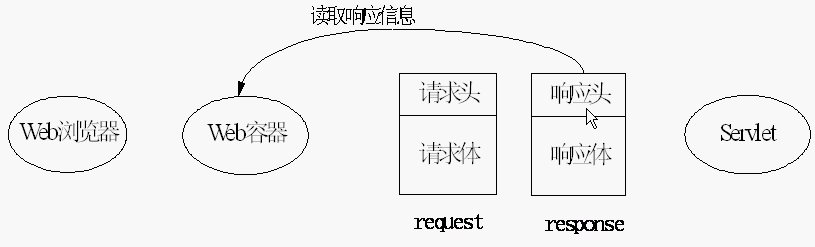 读取响应信息
Web浏览器
Web容器
请求头
请求体
request
响应头
响应体
response
Servlet